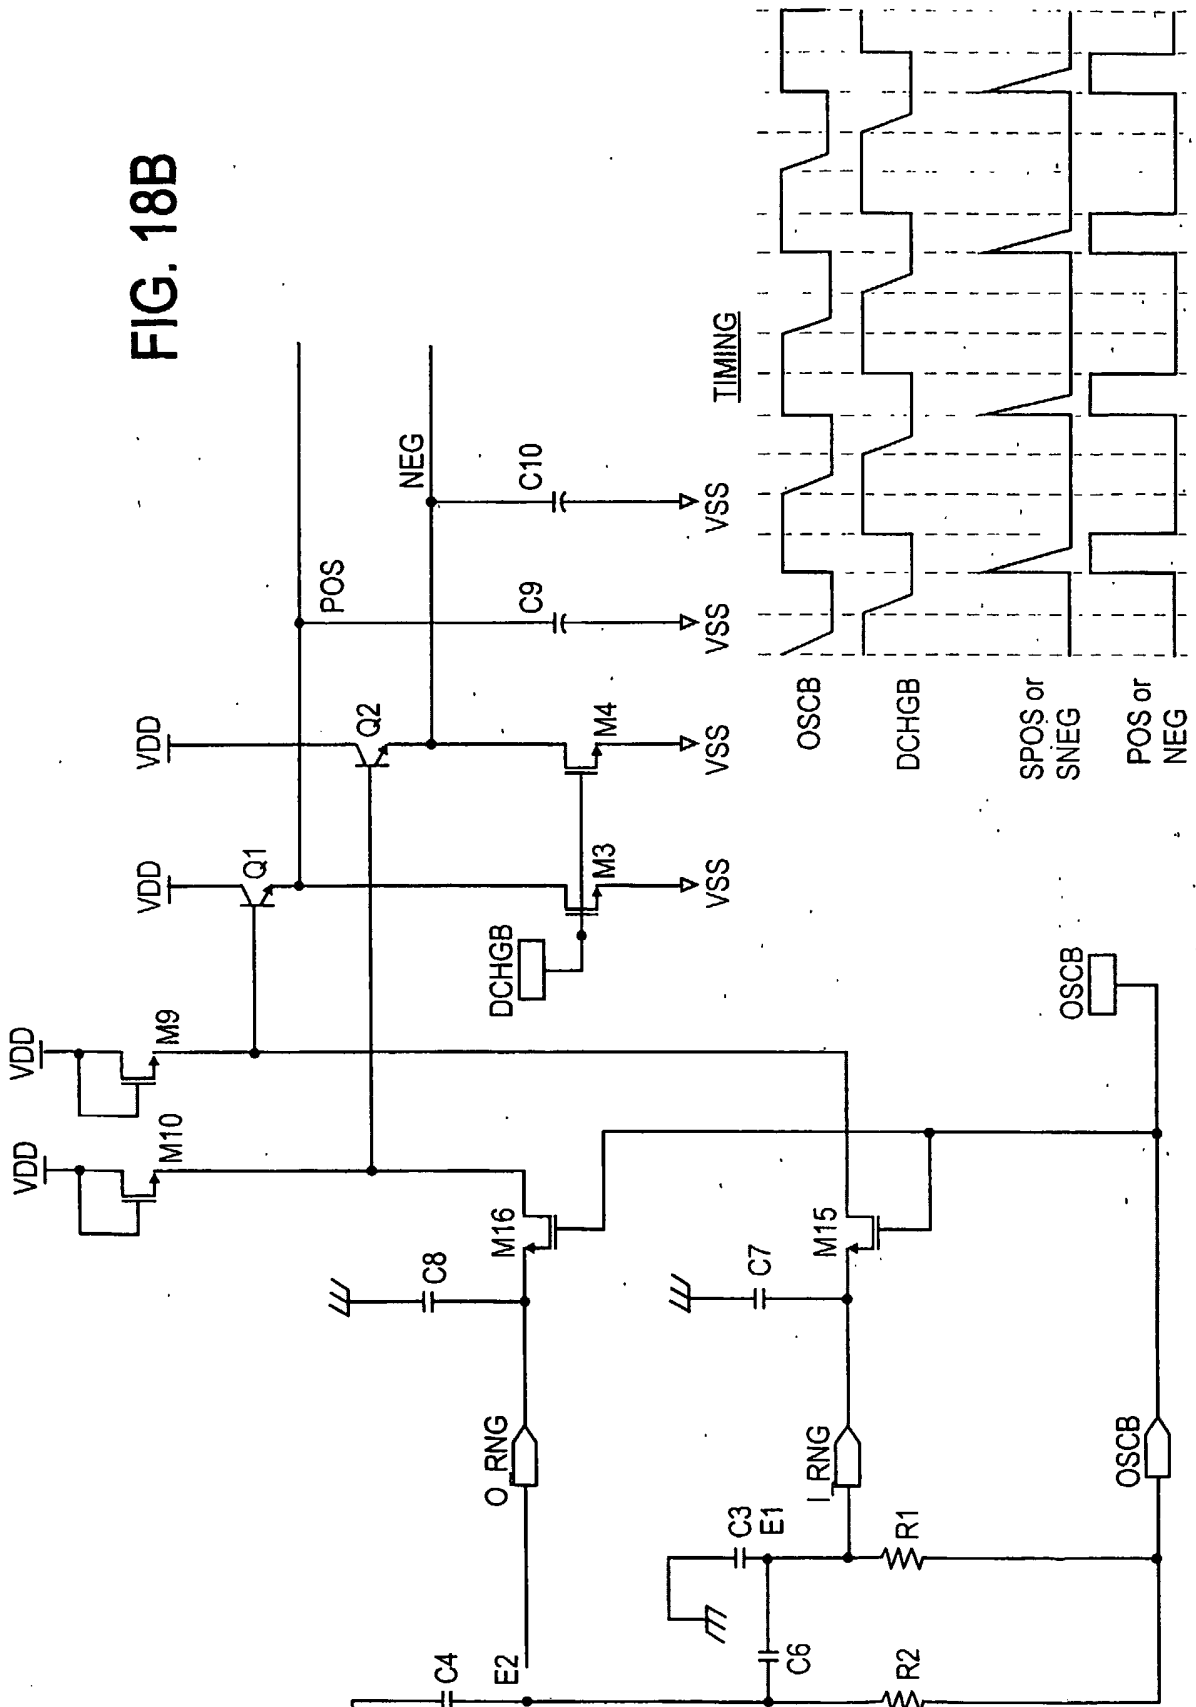 FIG. 18B
VDD
VDD
M9
M10
VDD
VDD
Q1
Q2
POS
NEG
DCHGB
M3
M4
C9
C10
VSS
VSS
VSS
VSS
C8
M16
O_RNG
C7
M15
I_RNG
C4
E2
C3
E1
C6
R1
R2
OSCB
OSCB
TIMING
OSCB
DCHGB
SPOS or
SNEG
POS or
NEG